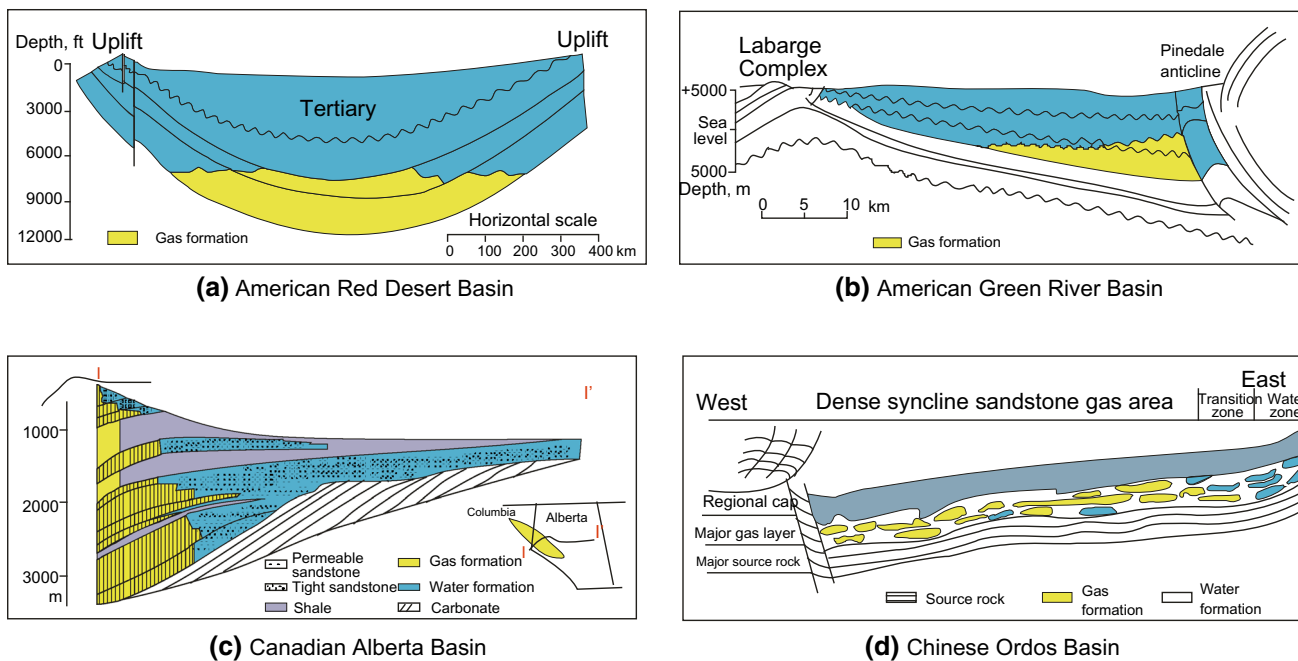 Depth, ft
Uplift
Uplift
0
3000
6000
9000
12000
Tertiary
Gas formation
Horizontal scale
0 100 200 300 400 km
(a) American Red Desert Basin
Labarge
Complex
Pinedale
anticline
+5000
Sea
level
5000
Depth, m
0 5 10
km
Gas formation
(b) American Green River Basin
I
I'
1000
2000
3000
m
Columbia
Alberta
I
I'
Permeable
sandstone
Gas formation
Tight sandstone
Water formation
Shale
Carbonate
(c) Canadian Alberta Basin
West
Dense syncline sandstone gas area
East
Transition
zone
Water
zone
Regional cap
Major gas layer
Major source rock
Source rock
Gas
formation
Water
formation
(d) Chinese Ordos Basin